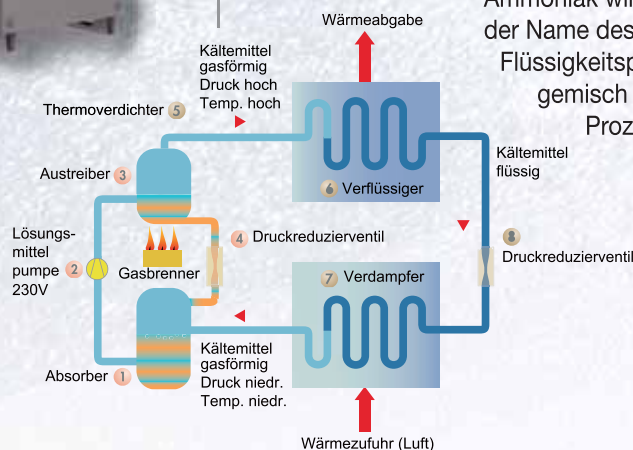 Ammoniak
der Name des
Flüssigkeitsp
gemisch
Proz
Wärmeabgabe
Kältemittel
gasförmig
Druck hoch
Temp. hoch
Thermoverdichter 5
Austreiber 3
6 Verflüssiger
Kältemittel
flüssig
Lösungs-
mittel
pumpe 2
230V
Gasbrenner
4 Druckreduzierventil
8
Druckreduzierventil
7 Verdampfer
Kältemittel
gasförmig
Druck niedr.
Temp. niedr.
Absorber 1
Wärmezufuhr (Luft)